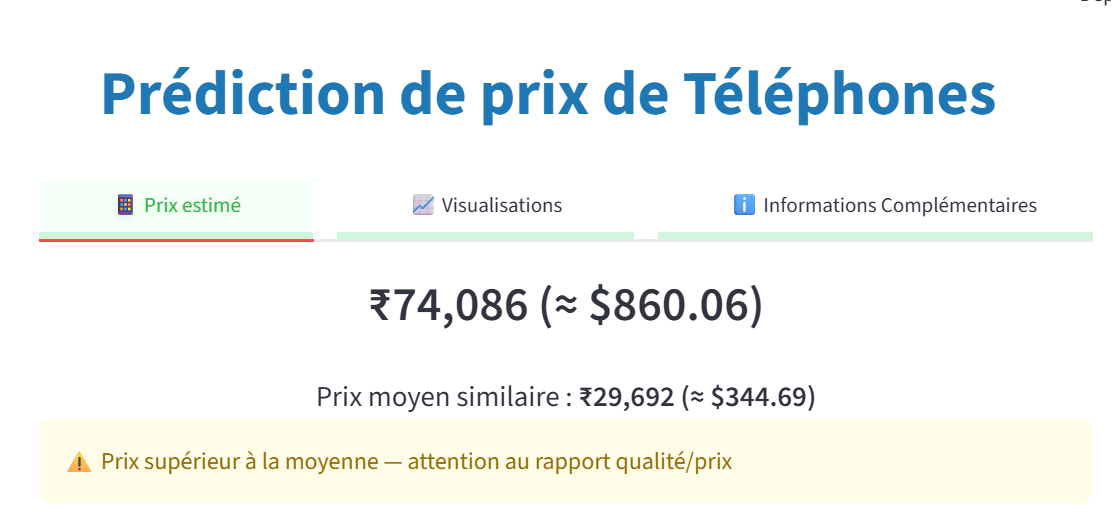 Prédiction de prix de Téléphones
Prix estimé
Visualisations
Informations Complémentaires
₹74,086 (≈ $860.06)
Prix moyen similaire : ₹29,692 (≈ $344.69)
Prix supérieur à la moyenne — attention au rapport qualité/prix